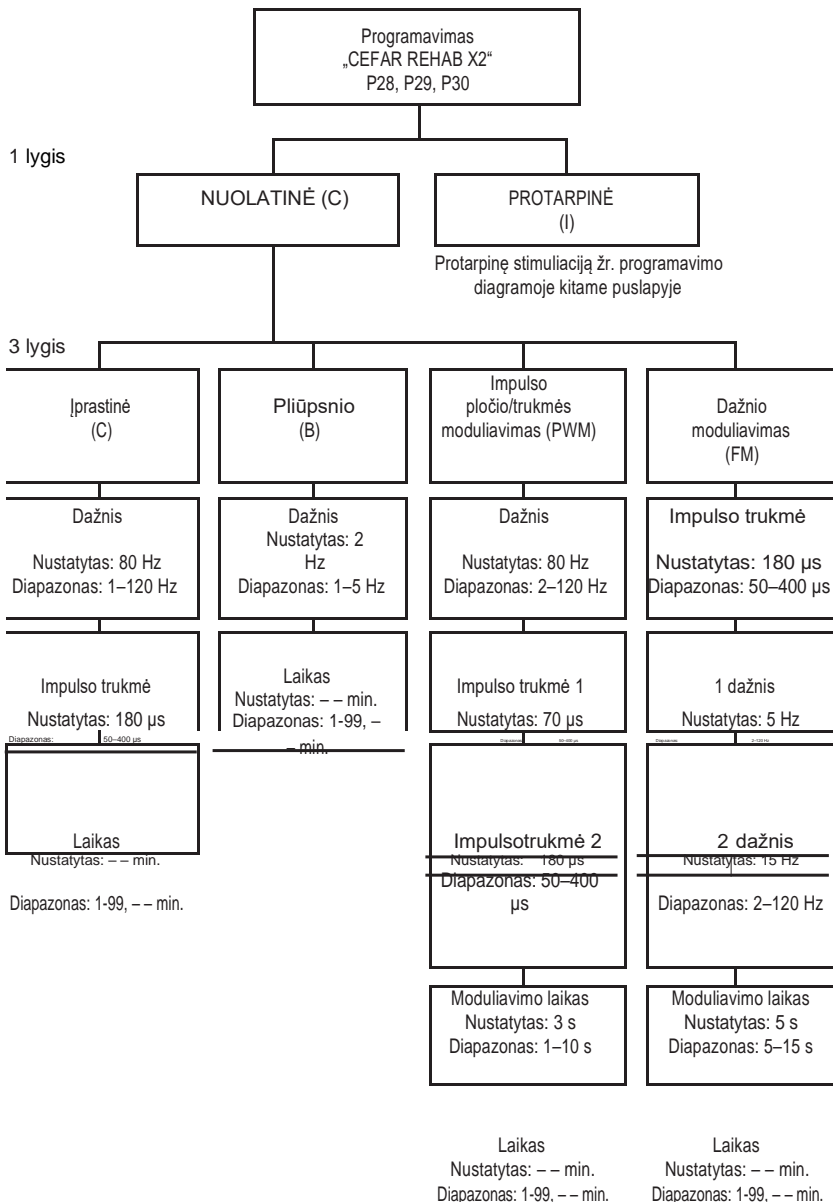 Programavimas
„CEFAR REHAB X2“
P28, P29, P30
1 lygis
NUOLATINĖ (C)
PROTARPINĖ
(I)
Protarpinę stimuliaciją žr. programavimo
diagramoje kitame puslapyje
3 lygis
Įprastinė
(C)
Dažnis
Nustatytas: 80 Hz
Diapazonas: 1–120 Hz
Impulso trukmė
Nustatytas: 180 µs
Diapazonas: 50–400 µs
Laikas
Nustatytas: – – min.
Diapazonas: 1-99, – – min.
Pliūpsnio
(B)
Dažnis
Nustatytas: 2
Hz
Diapazonas: 1–5 Hz
Laikas
Nustatytas: – – min.
Diapazonas: 1-99, –
– min.
Impulso
pločio/trukmės
moduliavimas (PWM)
Dažnis
Nustatytas: 80 Hz
Diapazonas: 2–120 Hz
Impulso trukmė 1
Nustatytas: 70 µs
Diapazonas: 50–400 µs
Impulsotrukmė 2
Nustatytas: 180 µs
Diapazonas: 50–400
µs
Moduliavimo laikas
Nustatytas: 3 s
Diapazonas: 1–10 s
Laikas
Nustatytas: – – min.
Diapazonas: 1-99, – – min.
Dažnio
moduliavimas
(FM)
Impulso trukmė
Nustatytas: 180 µs
Diapazonas: 50–400 µs
1 dažnis
Nustatytas: 5 Hz
Diapazonas: 2–120 Hz
2 dažnis
Nustatytas: 15 Hz
Diapazonas: 2–120 Hz
Moduliavimo laikas
Nustatytas: 5 s
Diapazonas: 5–15 s
Laikas
Nustatytas: – – min.
Diapazonas: 1-99, – – min.